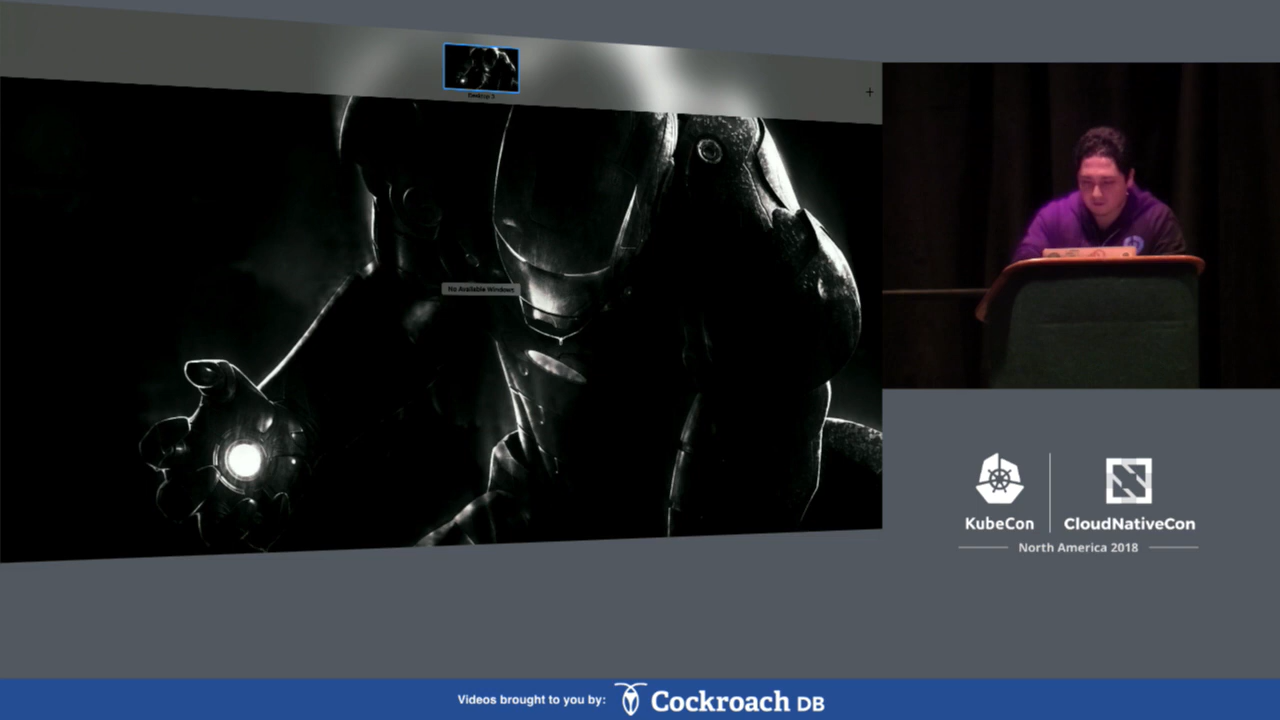 Desktop 3
No Available Windows
KubeCon
CloudNativeCon
North America 2018
Videos brought to you by: Cockroach DB